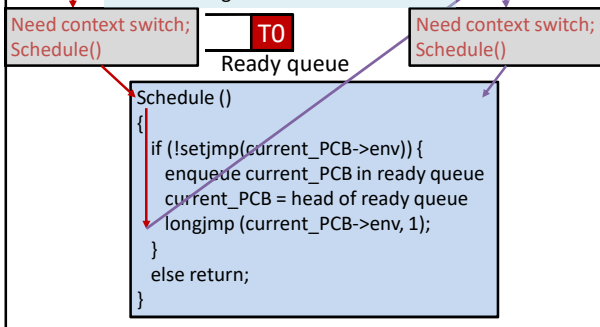 Need context switch;
Schedule()
T0
Ready queue
Need context switch;
Schedule()
Schedule ()
{
if (!setjmp(current_PCB->env)) {
enqueue current_PCB in ready queue
current_PCB = head of ready queue
longjmp (current_PCB->env, 1);
}
else return;
}